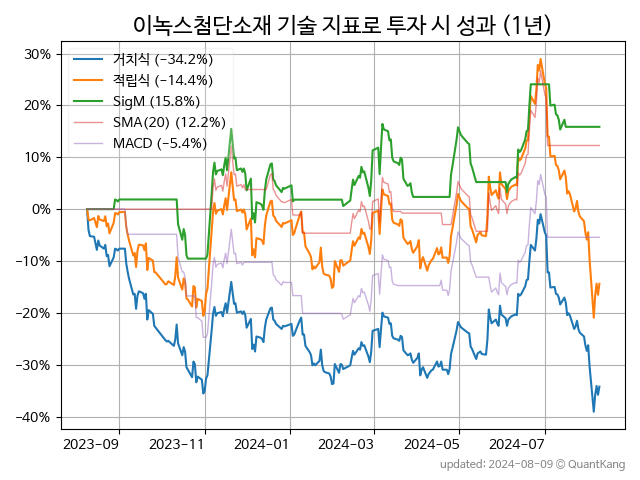 이녹스첨단소재 기술 지표로 투자 시 성과 (1년)
거치식 (−34.2%)
적립식 (−14.4%)
SigM (15.8%)
SMA(20) (12.2%)
MACD (−5.4%)
30%
20%
10%
0%
−10%
−20%
−30%
−40%
2023-09 2023-11 2024-01 2024-03 2024-05 2024-07
updated: 2024-08-09 © QuantKang